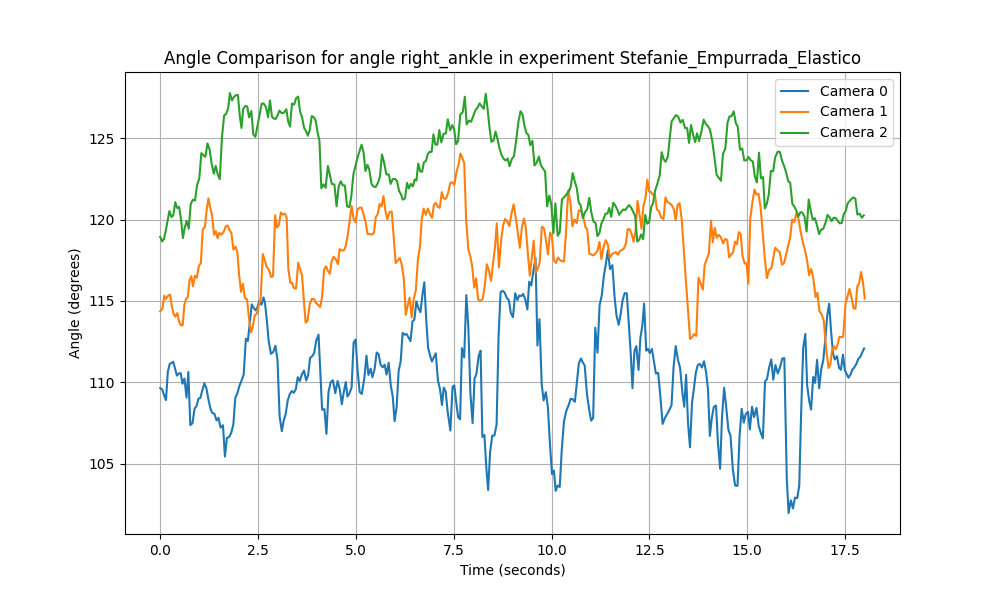 Angle Comparison for angle right_ankle in experiment Stefanie_Empurrada_Elastico
Camera 0
Camera 1
Camera 2
125
120
115
110
105
Angle (degrees)
0.0 2.5 5.0 7.5 10.0 12.5 15.0 17.5
Time (seconds)